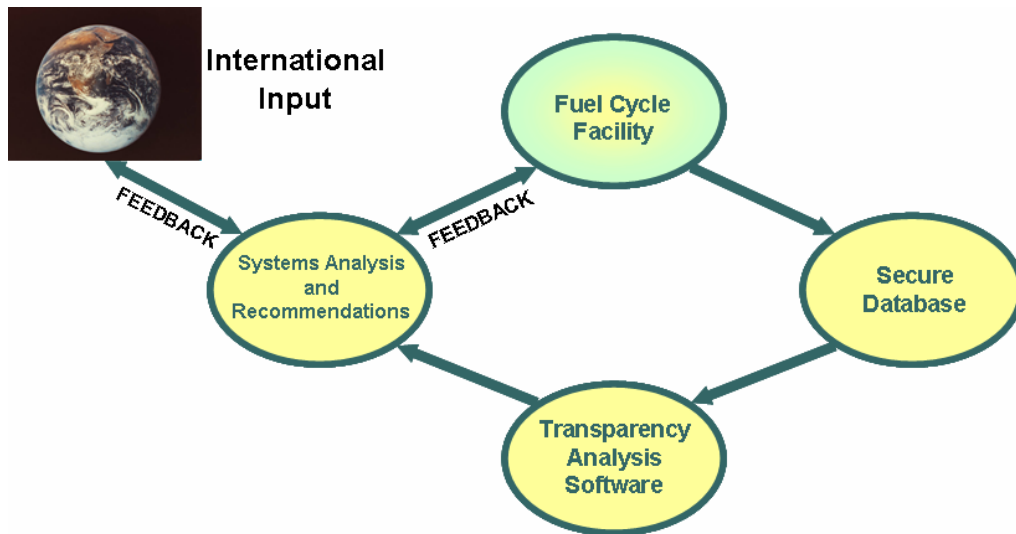 International
Input
Fuel Cycle
Facility
FEEDBACK
FEEDBACK
Systems Analysis
and
Recommendations
Secure
Database
Transparency
Analysis
Software